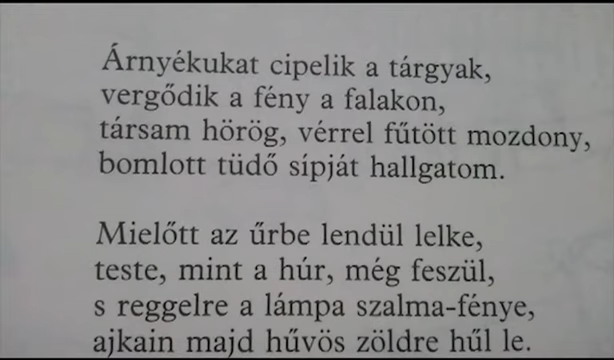 Árnyékukat cipelik a tárgyak,
vergődik a fény a falakon,
társam hörög, vérrel fűtött mozdony,
bomlott tüdő sípját hallgatom.
Mielőtt az űrbe lendül lelke,
teste, mint a húr, még feszül,
s reggelre a lámpa szalma-fénye,
ajkain majd hűvös zöldre hűl le.